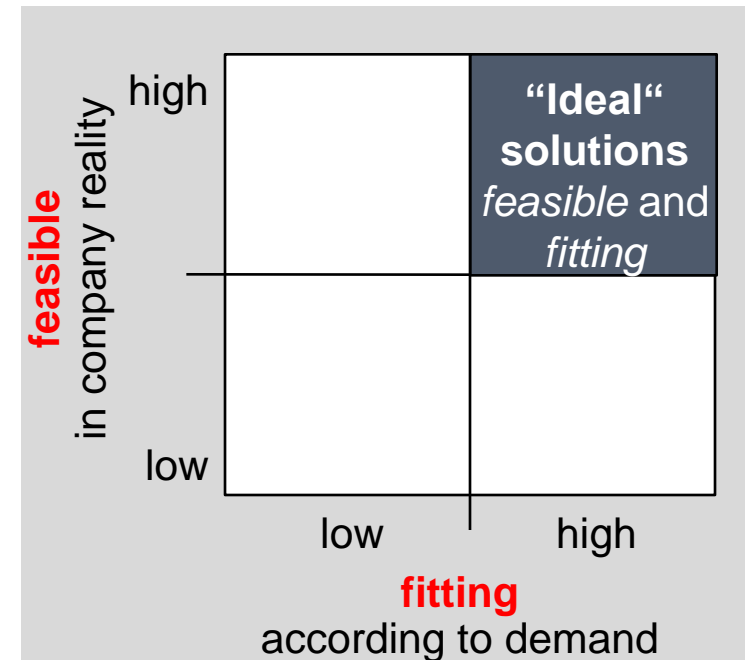 feasible
in company reality
high
low
“Ideal“
solutions
feasible and
fitting
low high
fitting
according to demand